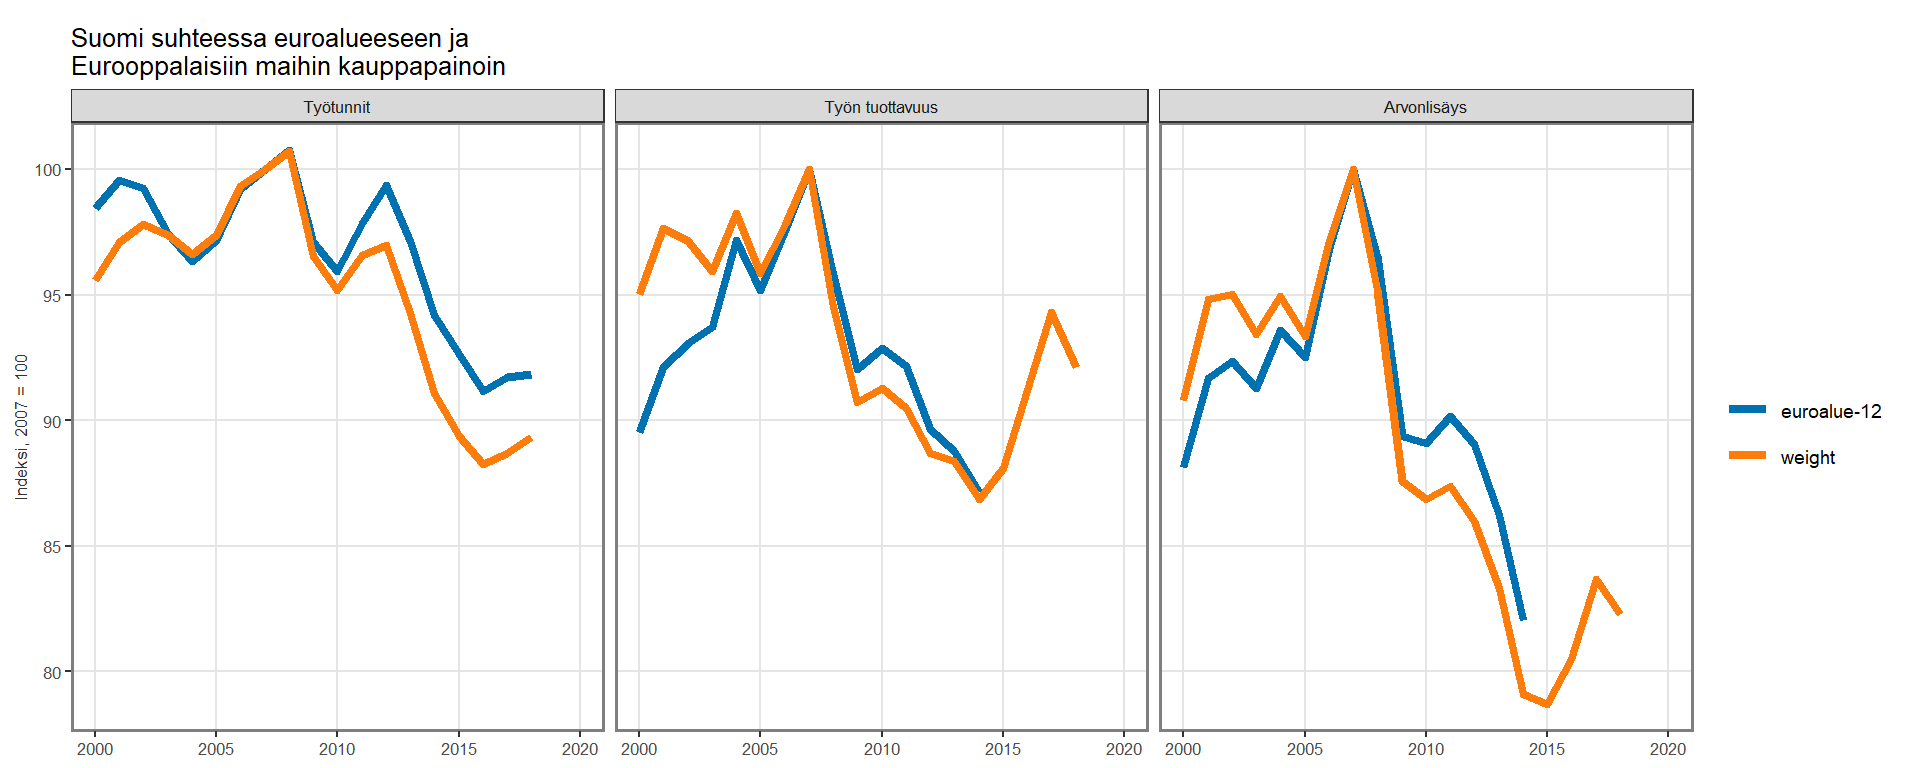 Suomi suhteessa euroalueeseen ja
Eurooppalaisiin maihin kauppapainoin
Työtunnit
Työn tuottavuus
Arvonlisäys
Indeksi, 2007 = 100
100
95
90
85
80
2000 2005 2010 2015 2020
2000 2005 2010 2015 2020
2000 2005 2010 2015 2020
euroalue-12
weight